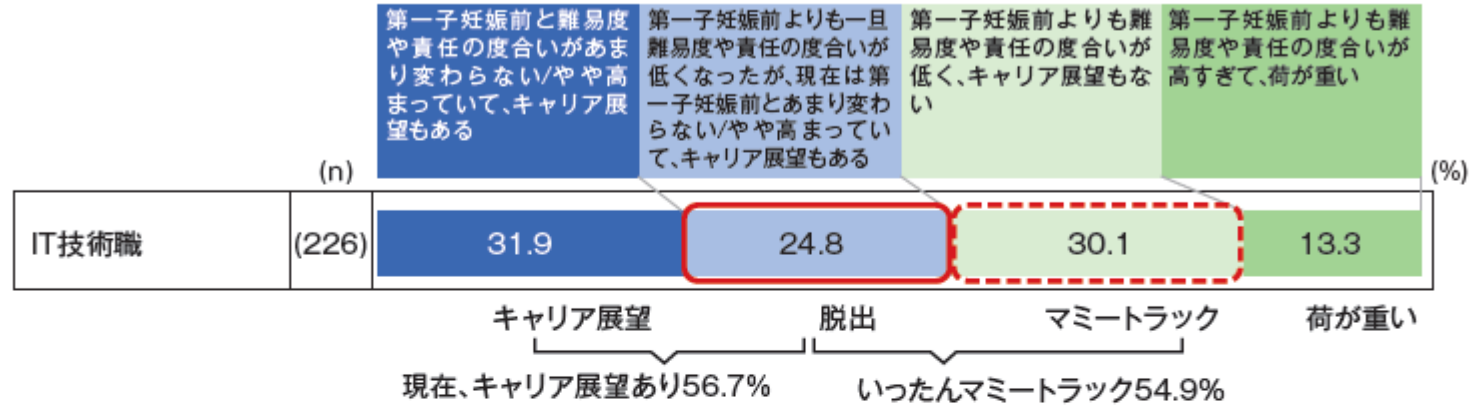 第一子妊娠前と難易度
や責任の度合いがあま
り変わらない/やや高
まっていて、キャリア展
望もある
第一子妊娠前よりも一旦
難易度や責任の度合いが
低くなったが、現在は第
一子妊娠前とあまり変わ
らない/やや高まってい
て、キャリア展望もある
第一子妊娠前よりも難
易度や責任の度合いが
低く、キャリア展望もな
い
第一子妊娠前よりも難
易度や責任の度合いが
高すぎて、荷が重い
(n)
(%)
IT技術職
(226)
31.9
24.8
30.1
13.3
キャリア展望
脱出
マミートラック
荷が重い
現在、キャリア展望あり56.7%
いったんマミートラック54.9%